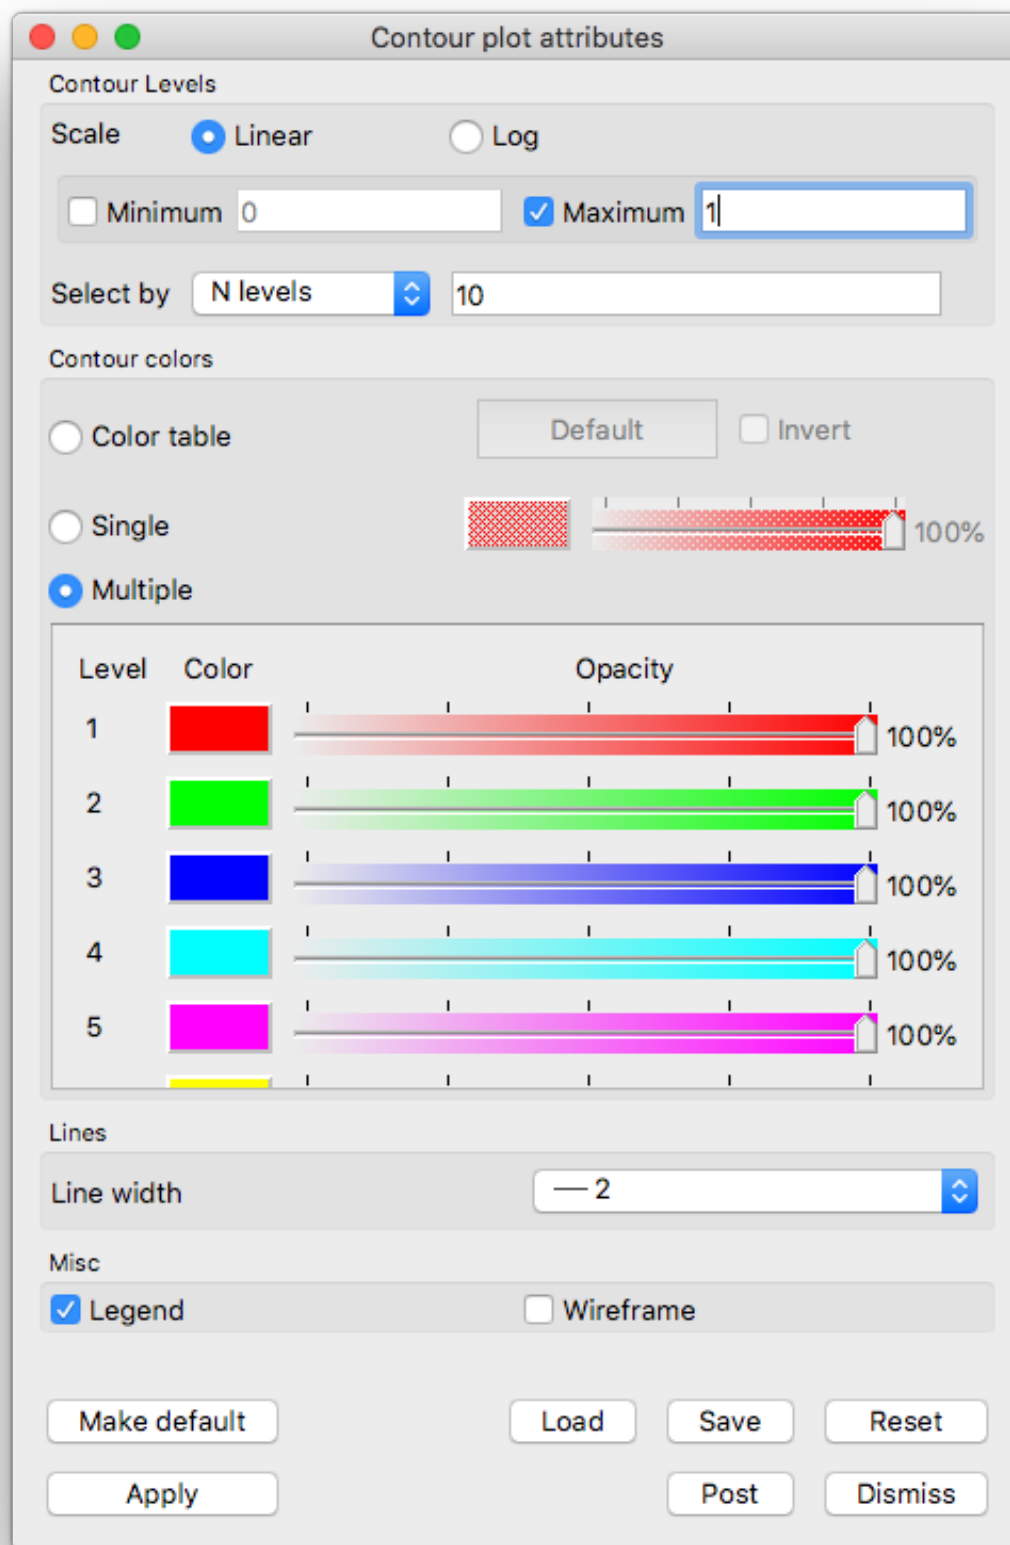 Contour plot attributes
Contour Levels
Scale Linear Log
Minimum 0 Maximum 1
Select by N levels 10
Contour colors
Color table Default Invert
Single 100%
Multiple
Level Color Opacity
1 100%
2 100%
3 100%
4 100%
5 100%
Lines
Line width 2
Misc
Legend Wireframe
Make default Load Save Reset
Apply Post Dismiss